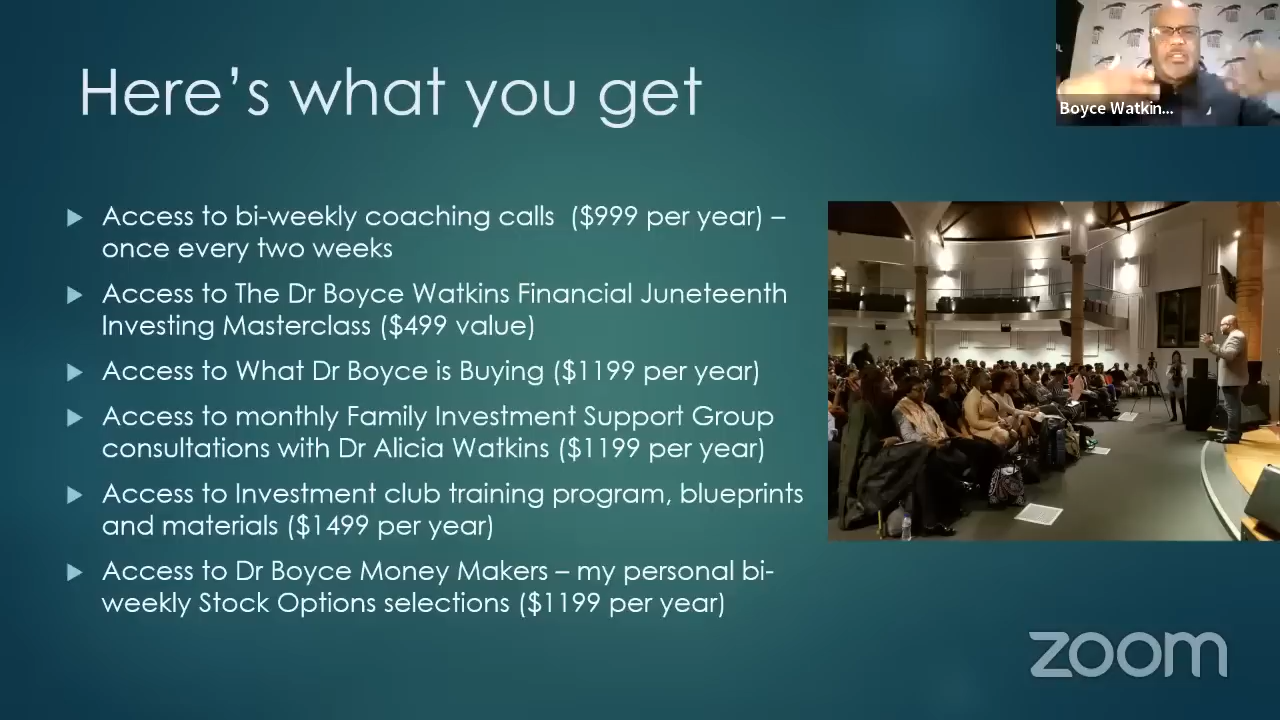 Here’s what you get
Boyce Watkin...
Access to bi-weekly coaching calls  ($999 per year) –
once every two weeks
Access to The Dr Boyce Watkins Financial Juneteenth
Investing Masterclass ($499 value)
Access to What Dr Boyce is Buying ($1199 per year)
Access to monthly Family Investment Support Group
consultations with Dr Alicia Watkins ($1199 per year)
Access to Investment club training program, blueprints
and materials ($1499 per year)
Access to Dr Boyce Money Makers – my personal bi-
weekly Stock Options selections ($1199 per year)
zoom